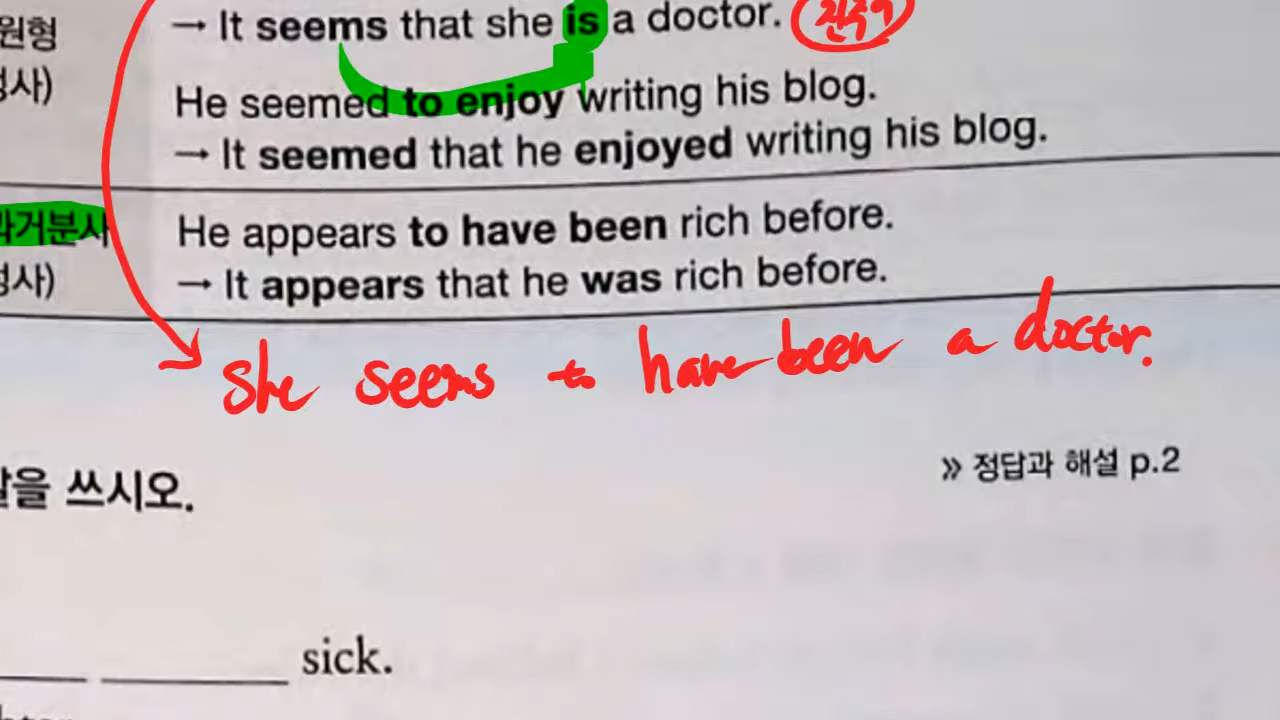 원형
→ It seems that she is a doctor. 진주어
사)
He seemed to enjoy writing his blog.
→ It seemed that he enjoyed writing his blog.
과거분사
He appears to have been rich before.
사)
→ It appears that he was rich before.
She seems to have been a doctor.
» 정답과 해설 p.2
말을 쓰시오.
sick.